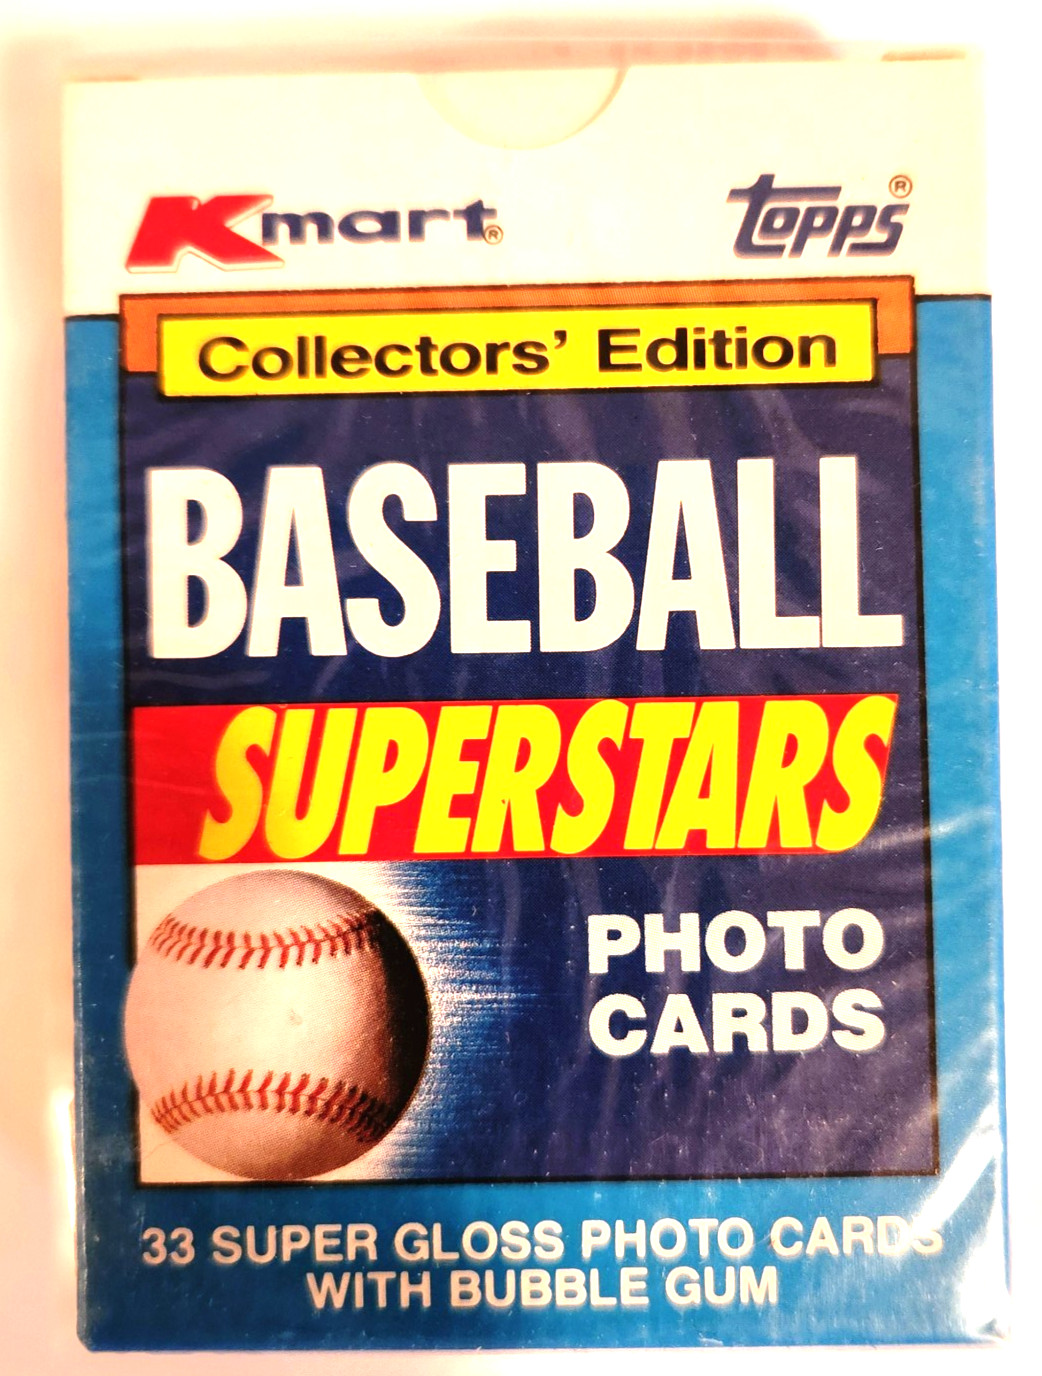 Kmart® Topps®
Collectors' Edition
BASEBALL
SUPERSTARS
PHOTO
CARDS
33 SUPER GLOSS PHOTO CARDS
WITH BUBBLE GUM